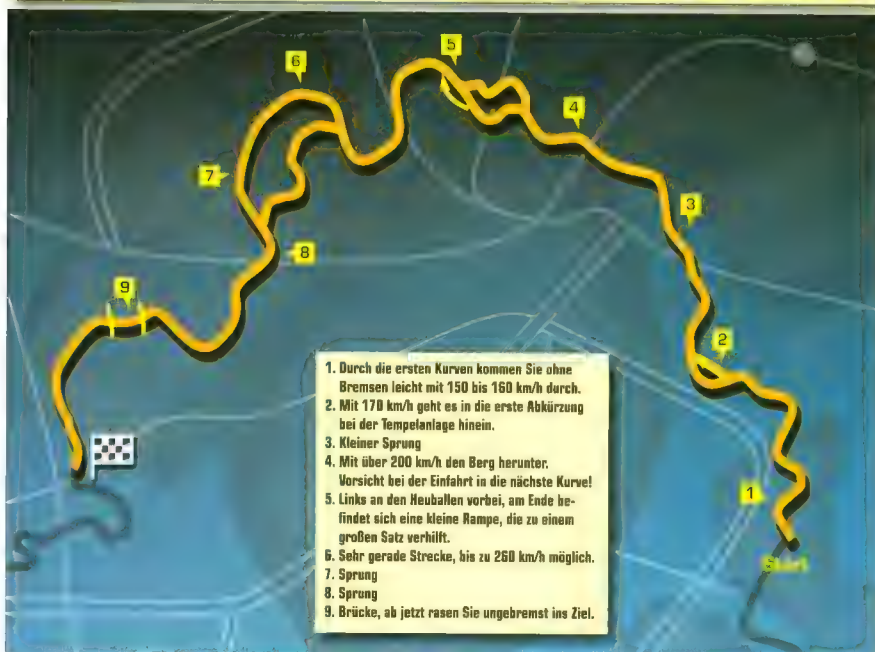 5
6
4
7
3
8
9
2
1. Durch die ersten Kurven kommen Sie ohne
Bremsen leicht mit 150 bis 160 km/h durch.
2. Mit 170 km/h geht es in die erste Abkürzung
bei der Tempelanlage hinein.
3. Kleiner Sprung
4. Mit über 200 km/h den Berg herunter.
Vorsicht bei der Einfahrt in die nächste Kurve!
5. Links an den Heuballen vorbei, am Ende be-
findet sich eine kleine Rampe, die zu einem
großen Satz verhilft.
6. Sehr gerade Strecke, bis zu 260 km/h möglich.
7. Sprung
8. Sprung
9. Brücke, ab jetzt rasen Sie ungebremst ins Ziel.
1
Start